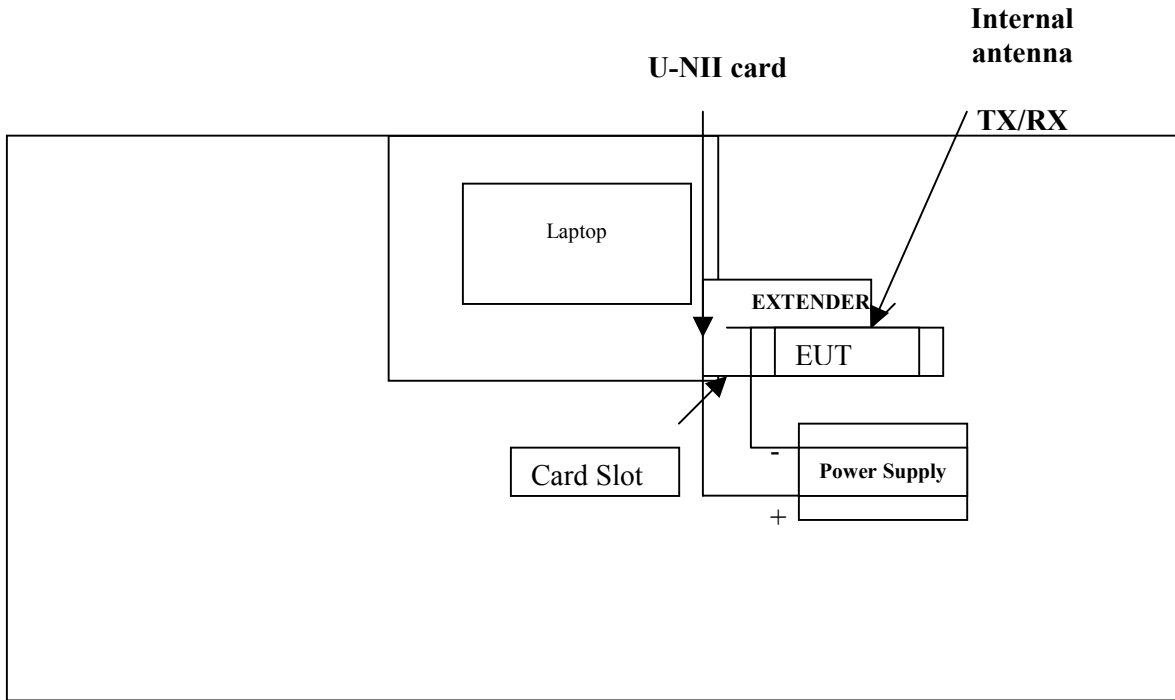 Internal
antenna
U-NII card
TX/RX
Laptop
EXTENDER
EUT
Card Slot
-
Power Supply
+